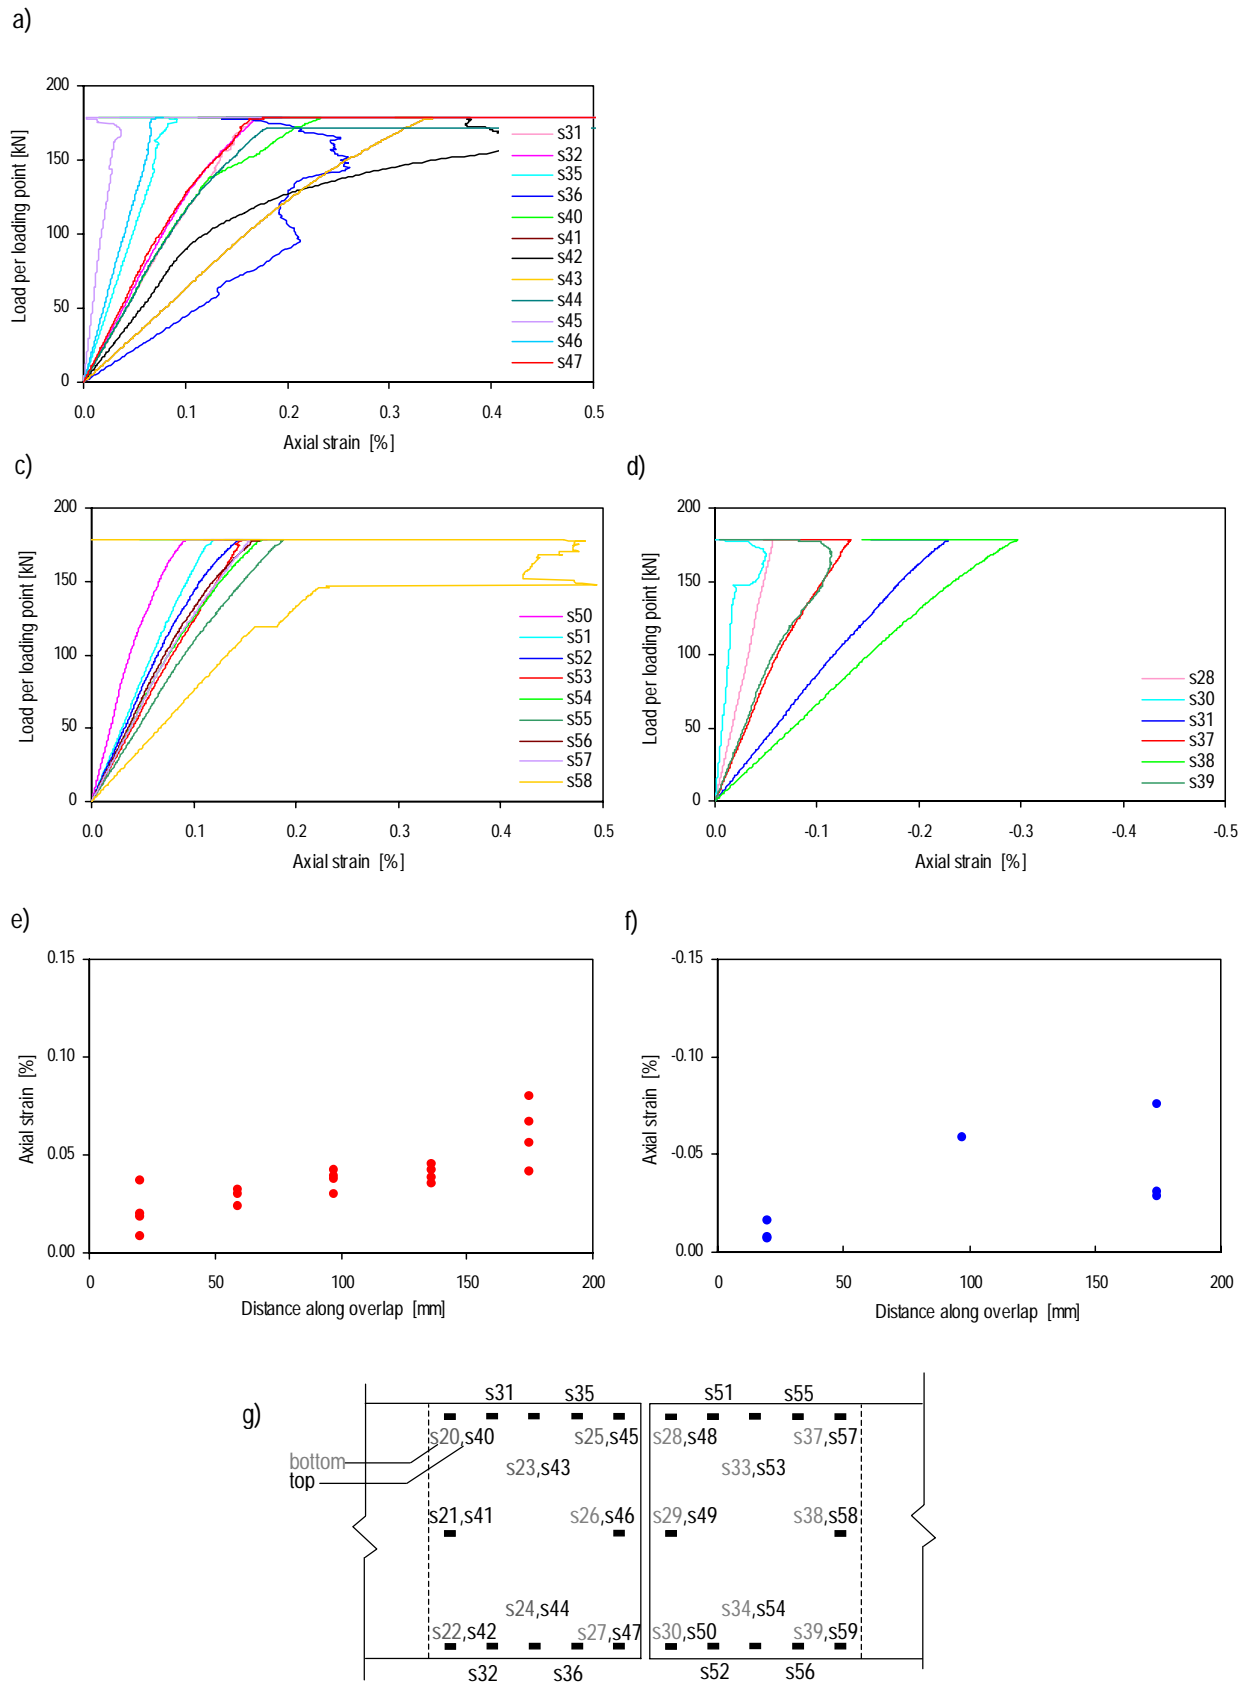 a)
Load per loading point [kN]
200
150
100
50
0
0.0 0.1 0.2 0.3 0.4 0.5
Axial strain [%]
s31
s32
s35
s36
s40
s41
s42
s43
s44
s45
s46
s47
c)
Load per loading point [kN]
200
150
100
50
0
0.0 0.1 0.2 0.3 0.4 0.5
Axial strain [%]
s50
s51
s52
s53
s54
s55
s56
s57
s58
d)
Load per loading point [kN]
200
150
100
50
0
0.0 -0.1 -0.2 -0.3 -0.4 -0.5
Axial strain [%]
s28
s30
s31
s37
s38
s39
e)
Axial strain [%]
0.15
0.10
0.05
0.00
0 50 100 150 200
Distance along overlap [mm]
f)
Axial strain [%]
-0.15
-0.10
-0.05
0.00
0 50 100 150 200
Distance along overlap [mm]
g)
s31 s35 s51 s55
s20,s40 s25,s45 s28,s48 s37,s57
bottom
top
s23,s43 s33,s53
s21,s41 s26,s46 s29,s49 s38,s58
s24,s44 s34,s54
s22,s42 s27,s47 s30,s50 s39,s59
s32 s36 s52 s56